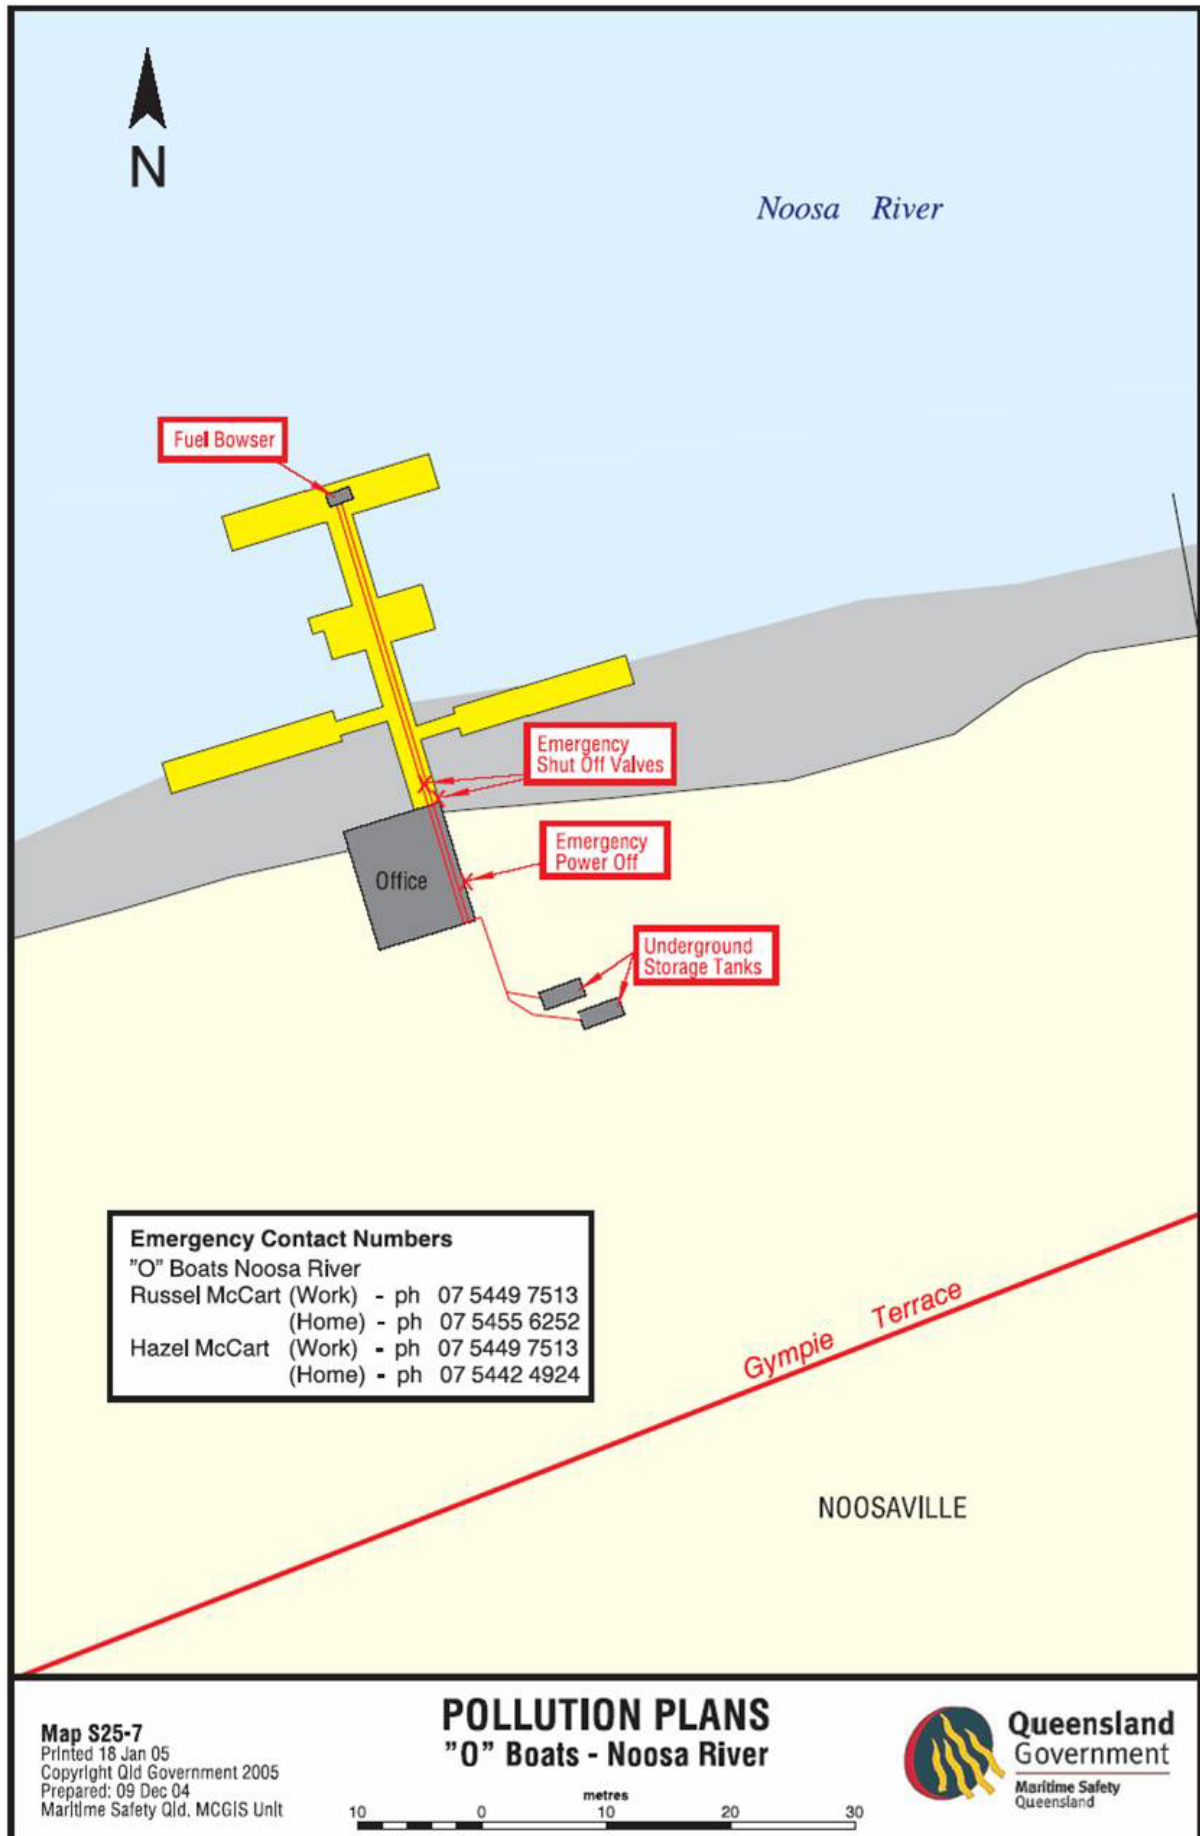 N
Noosa River
Fuel Bowser
Emergency
Shut Off Valves
Emergency
Power Off
Office
Underground
Storage Tanks
Emergency Contact Numbers
"O" Boats Noosa River
Russel McCart (Work) - ph 07 5449 7513
(Home) - ph 07 5455 6252
Hazel McCart (Work) - ph 07 5449 7513
(Home) - ph 07 5442 4924
Gympie Terrace
NOOSAVILLE
Map S25-7
Printed 18 Jan 05
Copyright Qld Government 2005
Prepared: 09 Dec 04
Maritime Safety Qld. MCGIS Unit
POLLUTION PLANS
"O" Boats - Noosa River
metres
10 0 10 20 30
Queensland
Government
Maritime Safety
Queensland